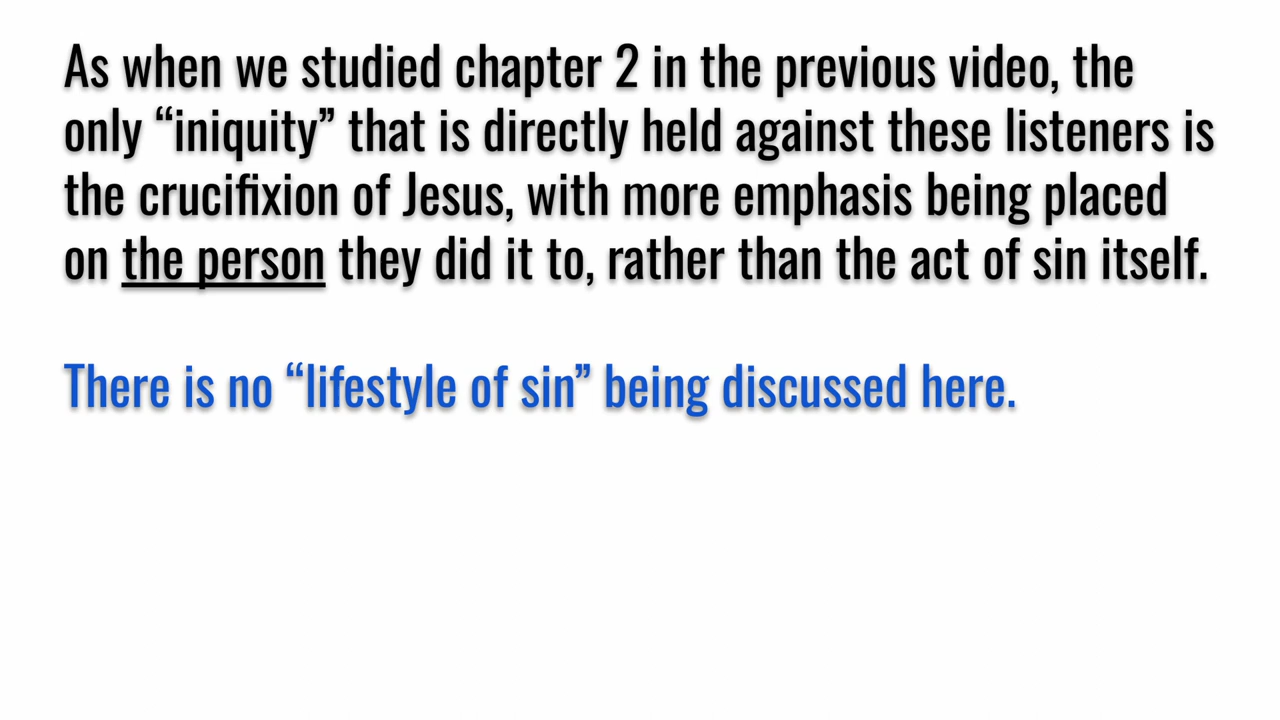 As when we studied chapter 2 in the previous video, the
only “iniquity” that is directly held against these listeners is
the crucifixion of Jesus, with more emphasis being placed
on the person they did it to, rather than the act of sin itself.
There is no “lifestyle of sin” being discussed here.